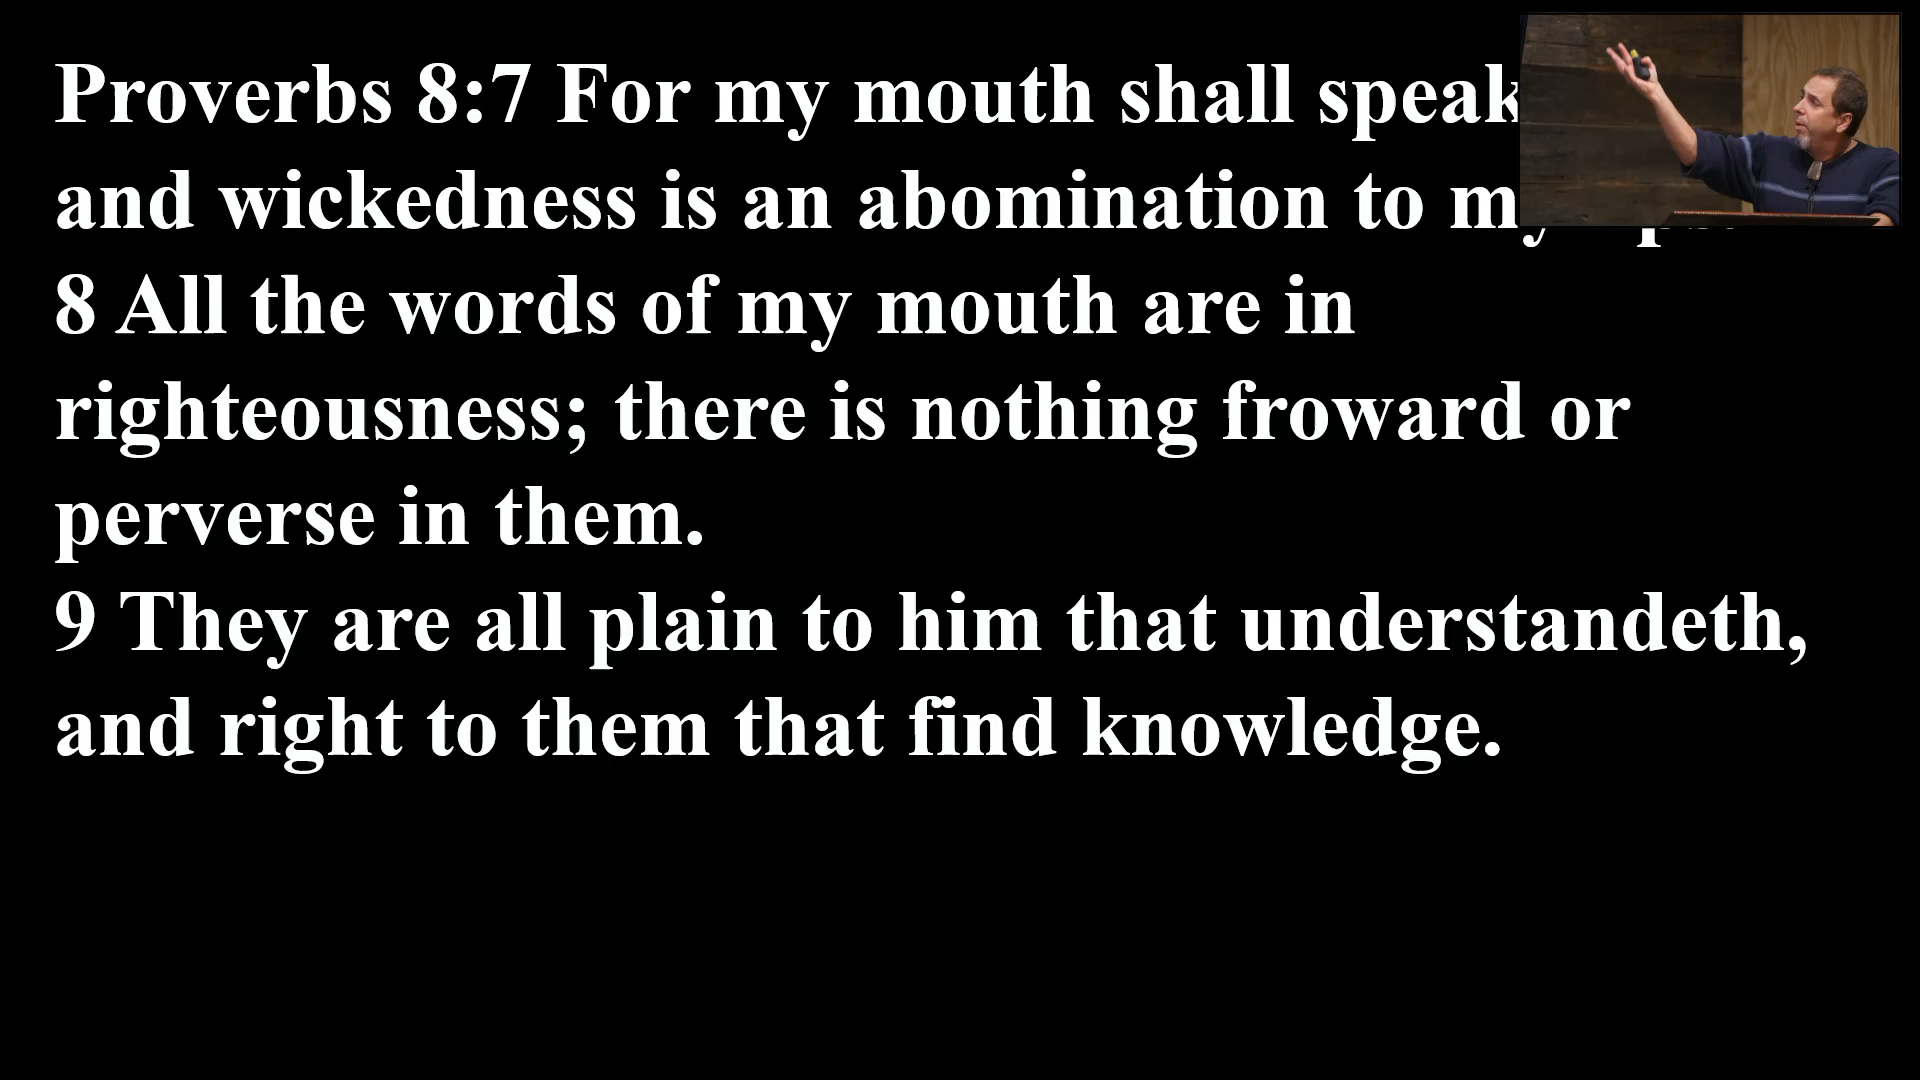 Proverbs 8:7 For my mouth shall speak
and wickedness is an abomination to my
8 All the words of my mouth are in
righteousness; there is nothing froward or
perverse in them.
9 They are all plain to him that understandeth,
and right to them that find knowledge.